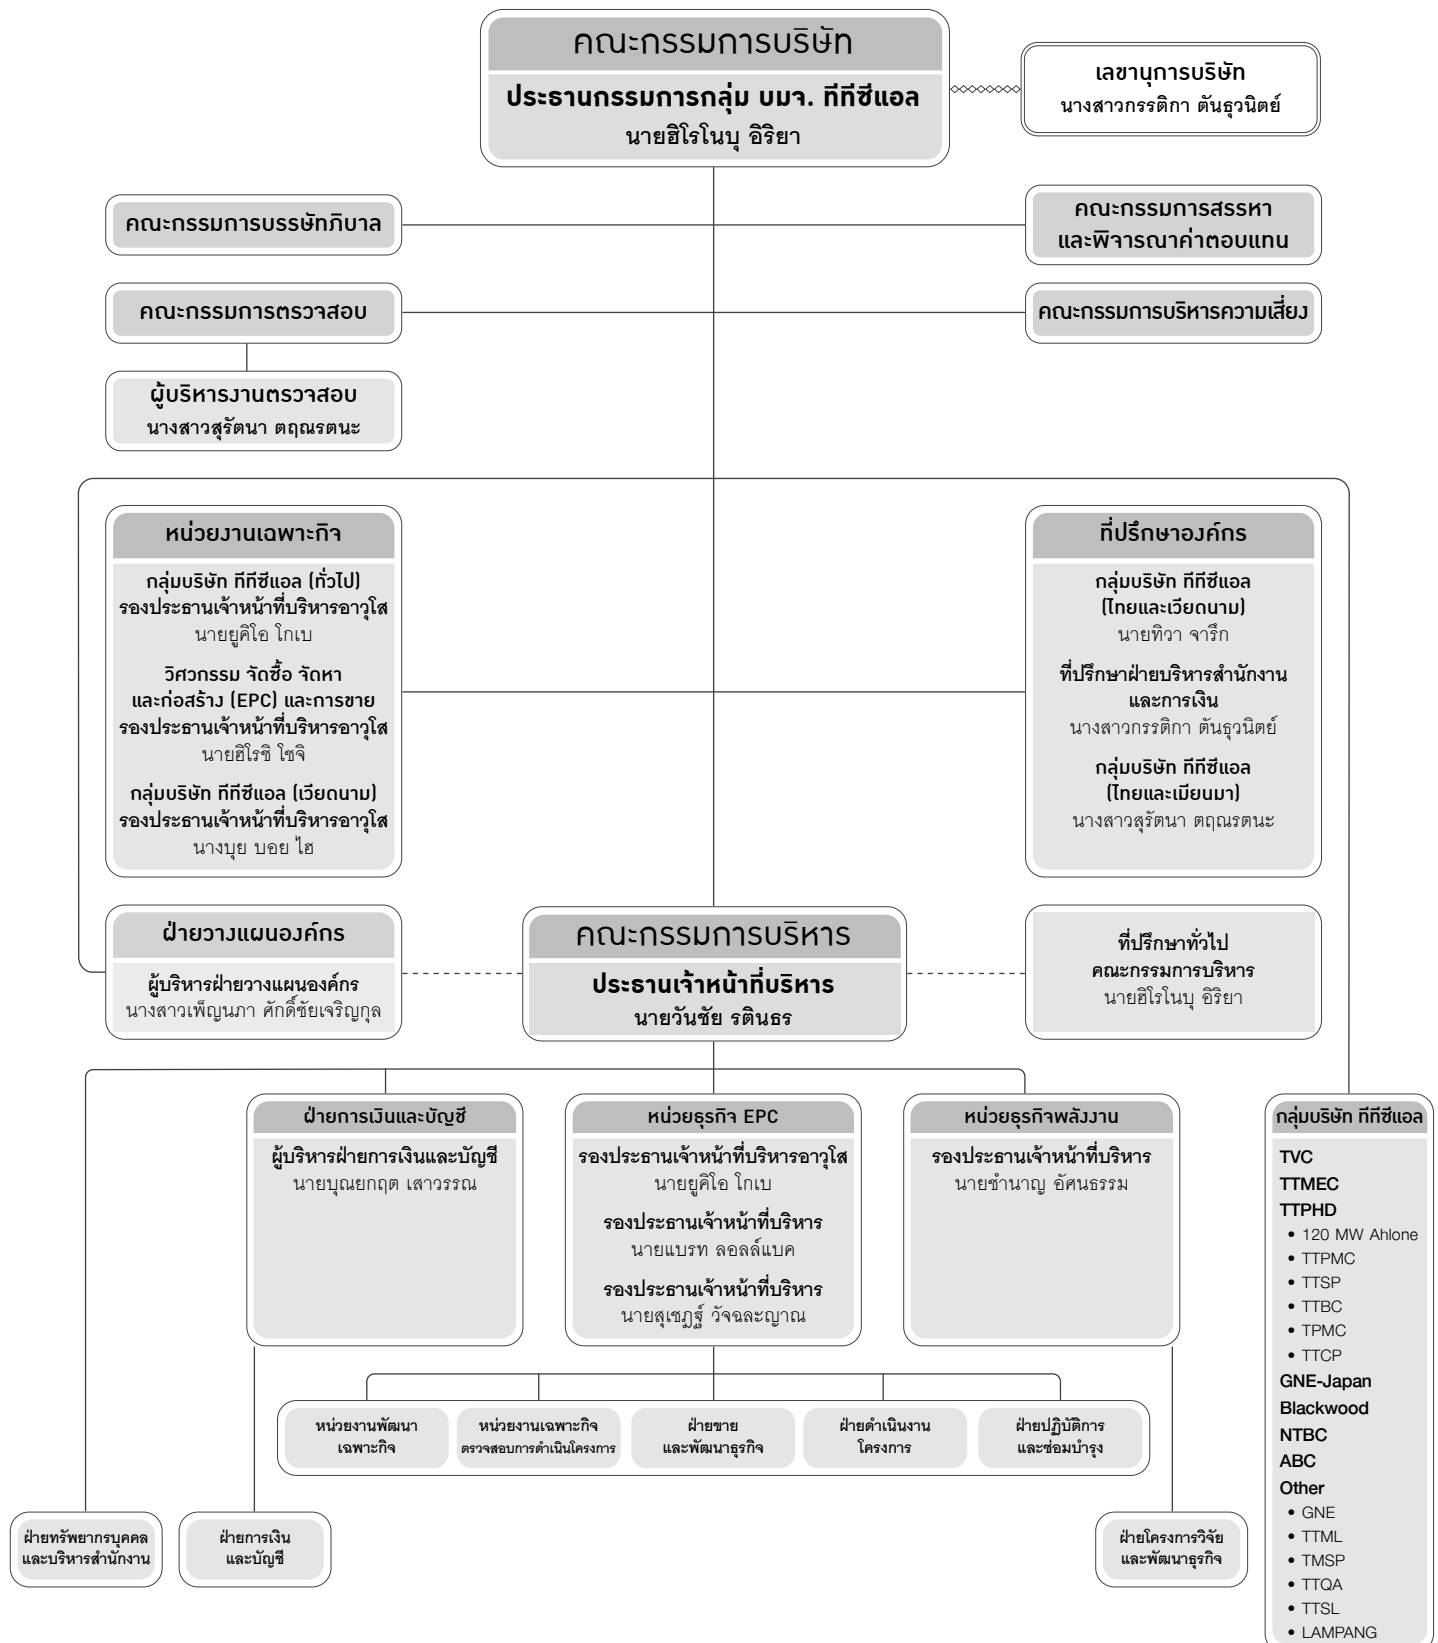 คณะกรรมการบริษัท
ประธานกรรมการกลุ่ม บมจ. ทีทีซีแอล
นายฮิโรโนบุ อิริยา
เลขานุการบริษัท
นางสาวกรรติกา ตันธุวนิตย์
คณะกรรมการบรรษัทภิบาล
คณะกรรมการสรรหา
และพิจารณาค่าตอบแทน
คณะกรรมการตรวจสอบ
คณะกรรมการบริหารความเสี่ยง
ผู้บริหารงานตรวจสอบ
นางสาวสุรัตนา ตฤณรตนะ
หน่วยงานเฉพาะกิจ
กลุ่มบริษัท ทีทีซีแอล (ทั่วไป)
รองประธานเจ้าหน้าที่บริหารอาวุโส
นายยูคิโอ โกเบ
วิศวกรรม จัดซื้อ จัดหา
และก่อสร้าง (EPC) และการขาย
รองประธานเจ้าหน้าที่บริหารอาวุโส
นายฮิโรชิ โชจิ
กลุ่มบริษัท ทีทีซีแอล (เวียดนาม)
รองประธานเจ้าหน้าที่บริหารอาวุโส
นางบุย บอย ไฮ
ที่ปรึกษาองค์กร
กลุ่มบริษัท ทีทีซีแอล
(ไทยและเวียดนาม)
นายทิวา จารึก
ที่ปรึกษาฝ่ายบริหารสำนักงาน
และการเงิน
นางสาวกรรติกา ตันธุวนิตย์
กลุ่มบริษัท ทีทีซีแอล
(ไทยและเมียนมา)
นางสาวสุรัตนา ตฤณรตนะ
ฝ่ายวางแผนองค์กร
ผู้บริหารฝ่ายวางแผนองค์กร
นางสาวเพ็ญนภา ศักดิ์ชัยเจริญกุล
คณะกรรมการบริหาร
ประธานเจ้าหน้าที่บริหาร
นายวันชัย รตินธร
ที่ปรึกษาทั่วไป
คณะกรรมการบริหาร
นายฮิโรโนบุ อิริยา
ฝ่ายการเงินและบัญชี
ผู้บริหารฝ่ายการเงินและบัญชี
นายบุณยกฤต เสาวรรณ
หน่วยธุรกิจ EPC
รองประธานเจ้าหน้าที่บริหารอาวุโส
นายยูคิโอ โกเบ
รองประธานเจ้าหน้าที่บริหาร
นายแบรท ลอลล์แบค
รองประธานเจ้าหน้าที่บริหาร
นายสุเชฎฐ์ วัจฉละญาณ
หน่วยธุรกิจพลังงาน
รองประธานเจ้าหน้าที่บริหาร
นายชำนาญ อัศนธรรม
กลุ่มบริษัท ทีทีซีแอล
TVC
TTMEC
TTPHD
• 120 MW Ahlone
• TTPMC
• TTSP
• TTBC
• TPMC
• TTCP
GNE-Japan
Blackwood
NTBC
ABC
Other
• GNE
• TTML
• TMSP
• TTQA
• TTSL
• LAMPANG
หน่วยงานพัฒนา
เฉพาะกิจ
หน่วยงานเฉพาะกิจ
ตรวจสอบการดำเนินโครงการ
ฝ่ายขาย
และพัฒนาธุรกิจ
ฝ่ายดำเนินงาน
โครงการ
ฝ่ายปฏิบัติการ
และซ่อมบำรุง
ฝ่ายทรัพยากรบุคคล
และบริหารสำนักงาน
ฝ่ายการเงิน
และบัญชี
ฝ่ายโครงการวิจัย
และพัฒนาธุรกิจ